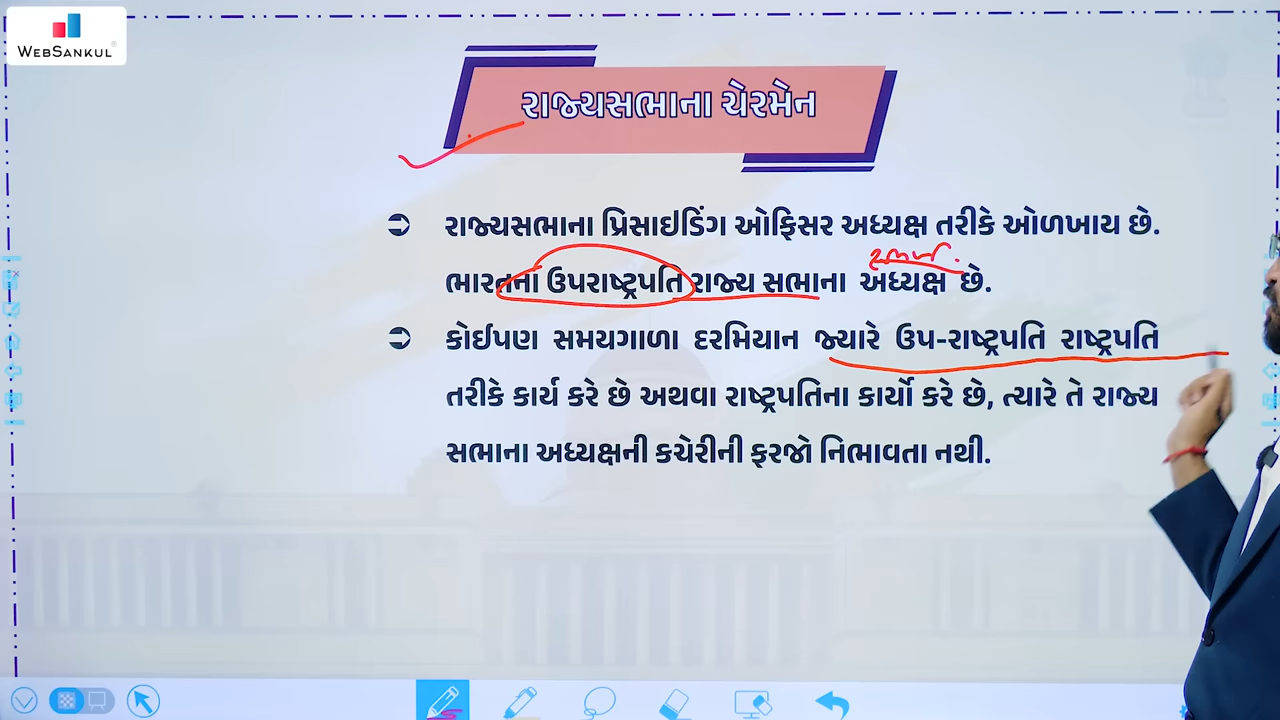 WEBSANKUL®
રાજ્યસભાના ચેરમેન
રાજ્યસભાના પ્રિસાઇડિંગ ઓફિસર અધ્યક્ષ તરીકે ઓળખાય છે.
ભારતના ઉપરાષ્ટ્રપતિ રાજ્ય સભાના અધ્યક્ષ છે.
કોઈપણ સમયગાળા દરમિયાન જ્યારે ઉપ-રાષ્ટ્રપતિ રાષ્ટ્રપતિ
તરીકે કાર્ય કરે છે અથવા રાષ્ટ્રપતિના કાર્યો કરે છે, ત્યારે તે રાજ્ય
સભાના અધ્યક્ષની કચેરીની ફરજો નિભાવતા નથી.